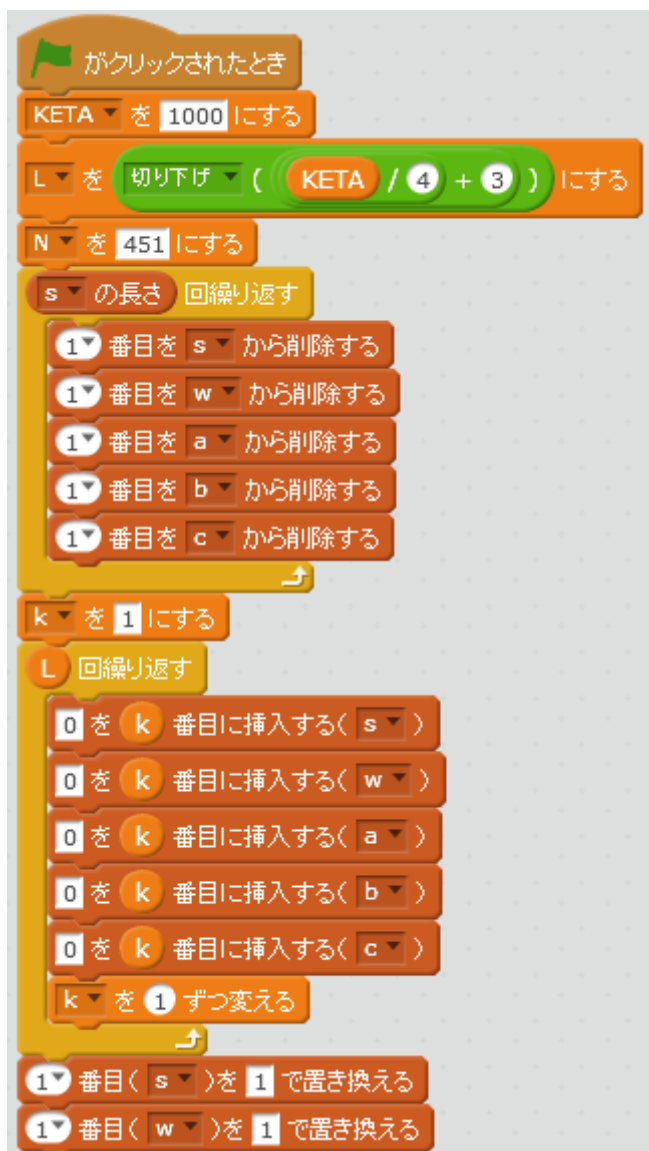 がクリックされたとき
KETA を 1000 にする
L を 切り下げ ( KETA / 4 + 3 ) にする
N を 451 にする
s の長さ 回繰り返す
1 番目を s から削除する
1 番目を w から削除する
1 番目を a から削除する
1 番目を b から削除する
1 番目を c から削除する
k を 1 にする
L 回繰り返す
0 を k 番目に挿入する( s )
0 を k 番目に挿入する( w )
0 を k 番目に挿入する( a )
0 を k 番目に挿入する( b )
0 を k 番目に挿入する( c )
k を 1 ずつ変える
1 番目( s )を 1 で置き換える
1 番目( w )を 1 で置き換える